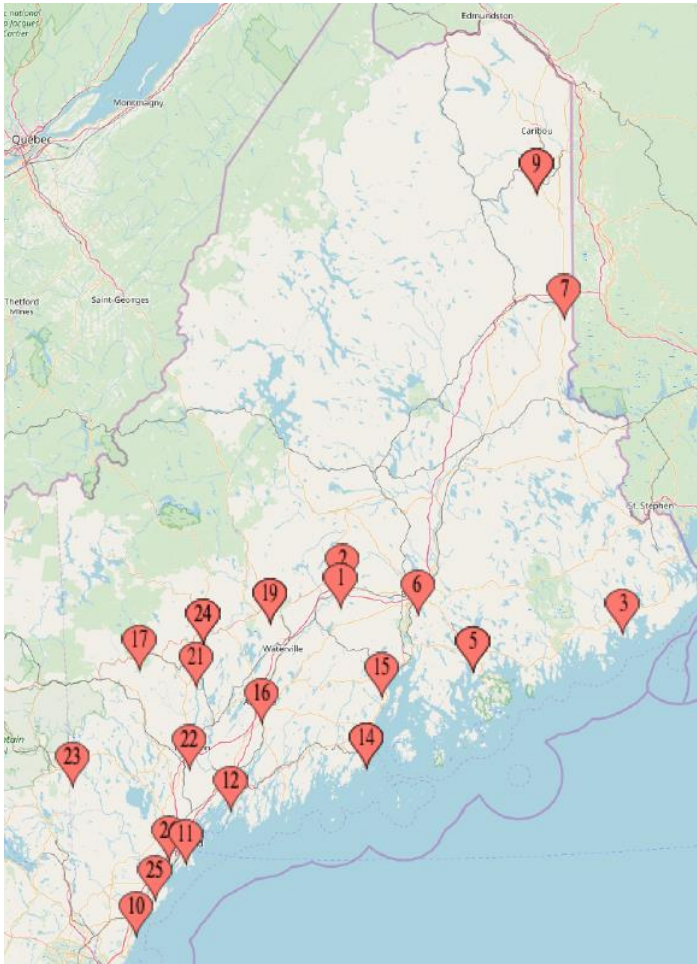 Edmundston
Montmagny
Québec
Caribou
9
7
Thetford
Mines
Saint-Georges
St. Stephen
2
1
6
19
3
24
17
5
21
Waterville
15
16
14
22
23
12
11
25
10